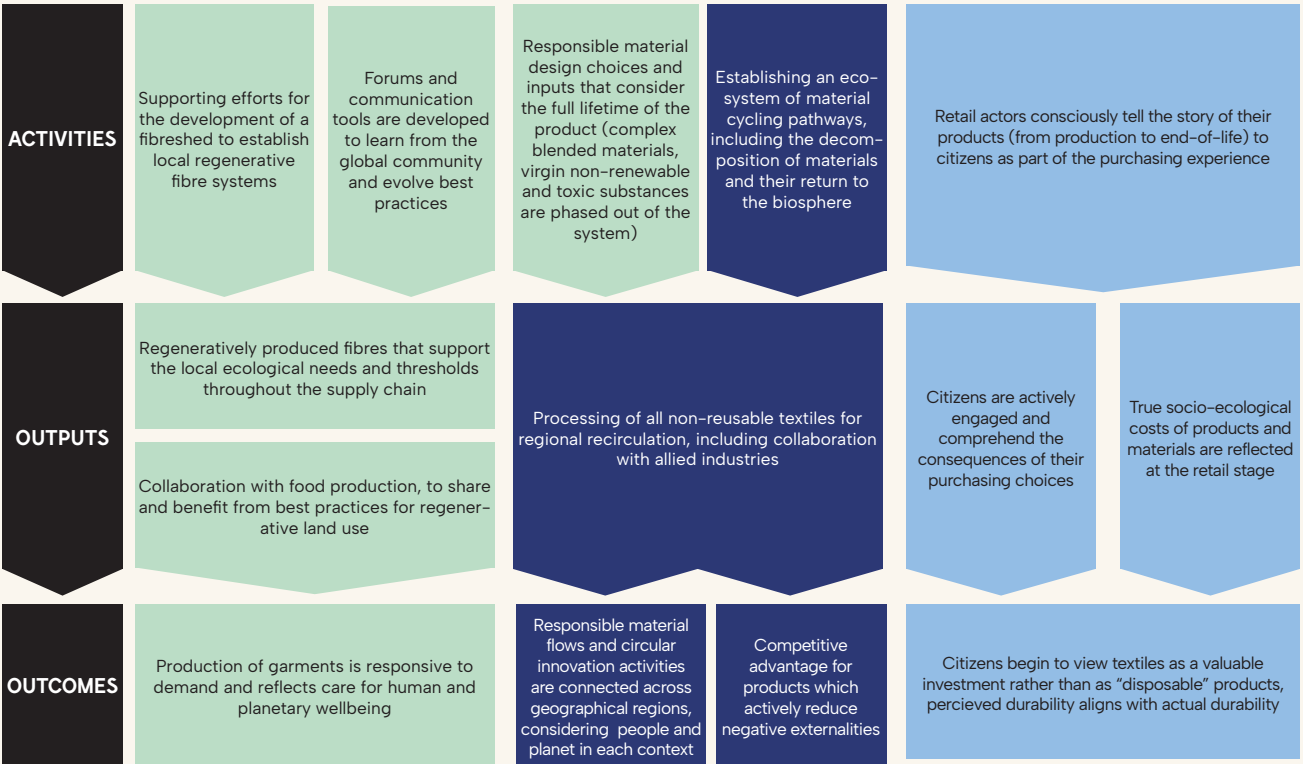 ACTIVITIES
Supporting efforts for
the development of a
fibreshed to establish
local regenerative
fibre systems
Forums and
communication
tools are developed
to learn from the
global community
and evolve best
practices
Responsible material
design choices and
inputs that consider
the full lifetime of the
product (complex
blended materials,
virgin non-renewable
and toxic substances
are phased out of the
system)
Establishing an eco-
system of material
cycling pathways,
including the decom-
position of materials
and their return to
the biosphere
Retail actors consciously tell the story of their
products (from production to end-of-life) to
citizens as part of the purchasing experience
OUTPUTS
Regeneratively produced fibres that support
the local ecological needs and thresholds
throughout the supply chain
Collaboration with food production, to share
and benefit from best practices for regener-
ative land use
Processing of all non-reusable textiles for
regional recirculation, including collaboration
with allied industries
Citizens are actively
engaged and
comprehend the
consequences of their
purchasing choices
True socio-ecological
costs of products and
materials are reflected
at the retail stage
OUTCOMES
Production of garments is responsive to
demand and reflects care for human and
planetary wellbeing
Responsible material
flows and circular
innovation activities
are connected across
geographical regions,
considering people and
planet in each context
Competitive
advantage for
products which
actively reduce
negative externalities
Citizens begin to view textiles as a valuable
investment rather than as “disposable” products,
percieved durability aligns with actual durability